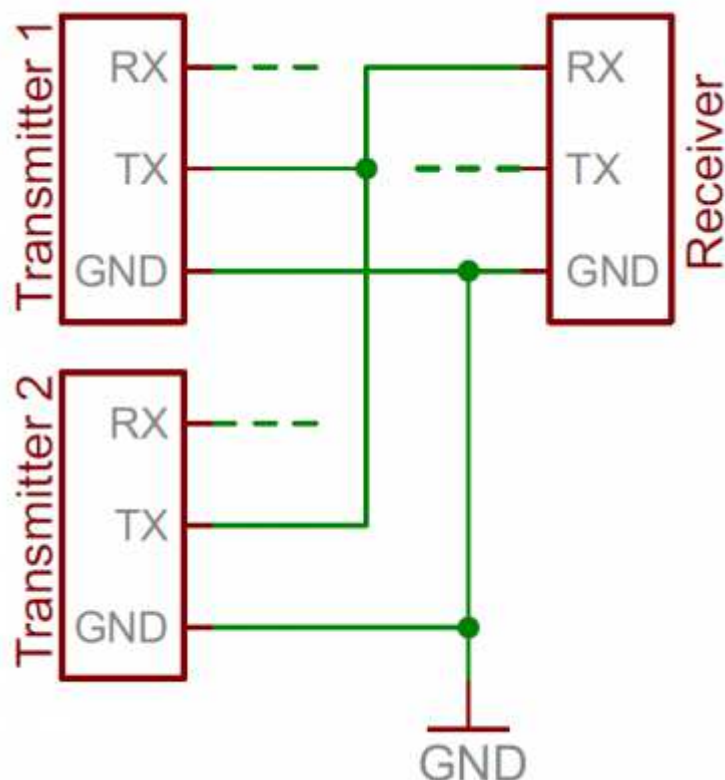 Transmitter 1
RX
TX
GND
Receiver
RX
TX
GND
Transmitter 2
RX
TX
GND
GND